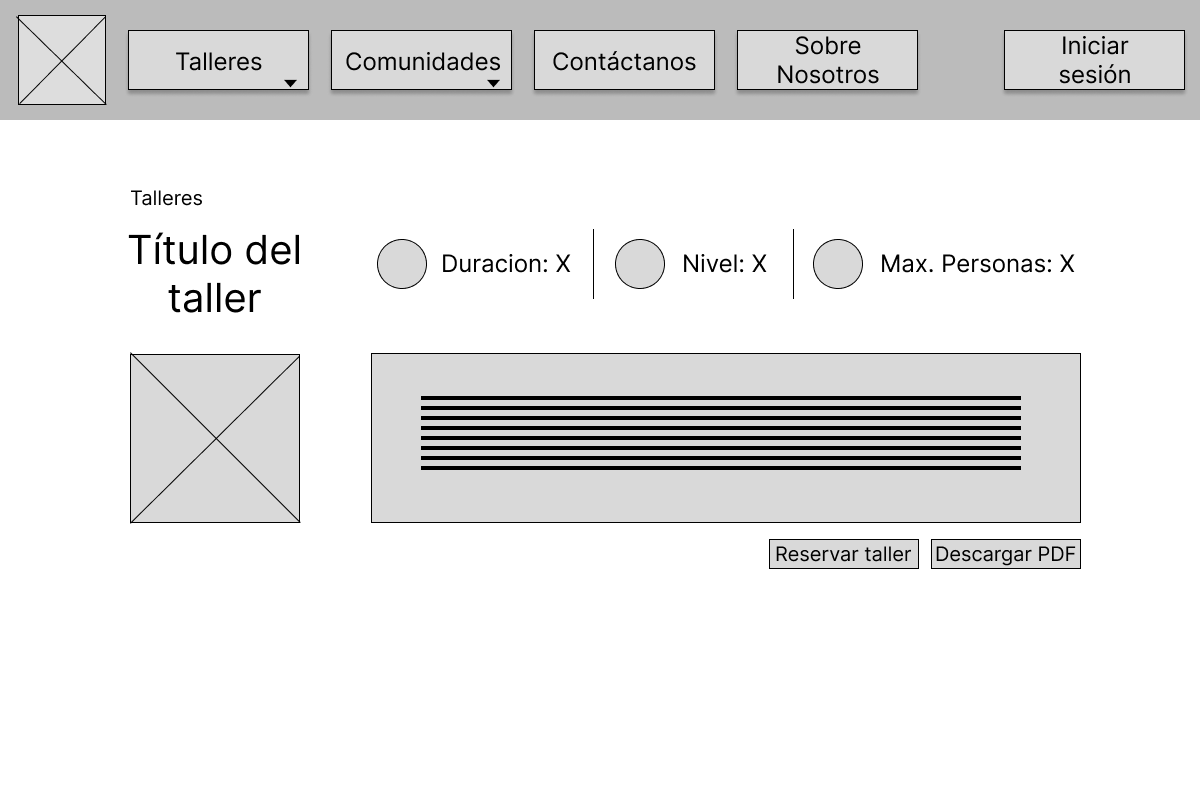 Talleres
Comunidades
Contáctanos
Sobre
Nosotros
Iniciar
sesión
Talleres
Título del
taller
Duracion: X
Nivel: X
Max. Personas: X
Reservar taller
Descargar PDF